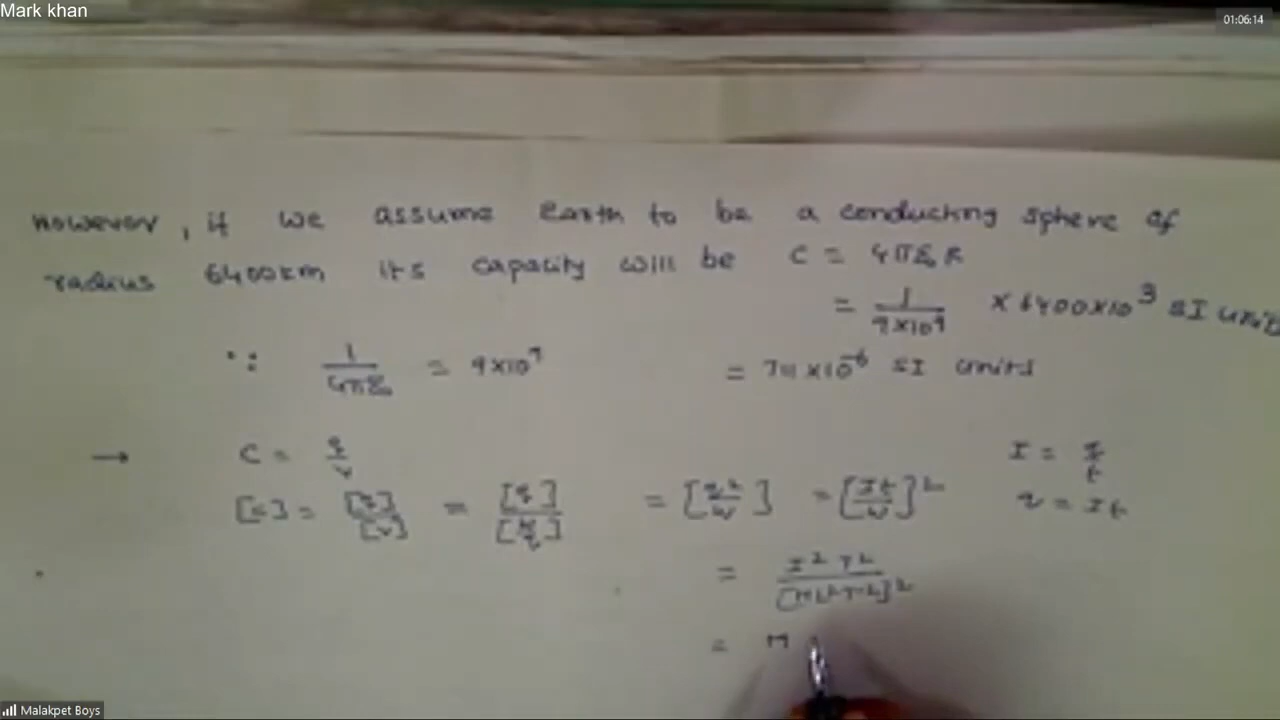 Mark khan
01:06:14
However, if we assume Earth to be a conducting sphere of
radius 6400km its capacity will be C = 4πε₀R
= 1/(9×10⁹) × 6400×10³ SI units
∵ 1/(4πε₀) = 9×10⁹ = 711×10⁻⁶ SI units
→ C = q/v I = q/t
[c] = [q]/[v] = [q]/[w/q] = [q²/w] = [It/w]² q = It
= I² T²/[ML²T⁻²]²
= M
Malakpet Boys